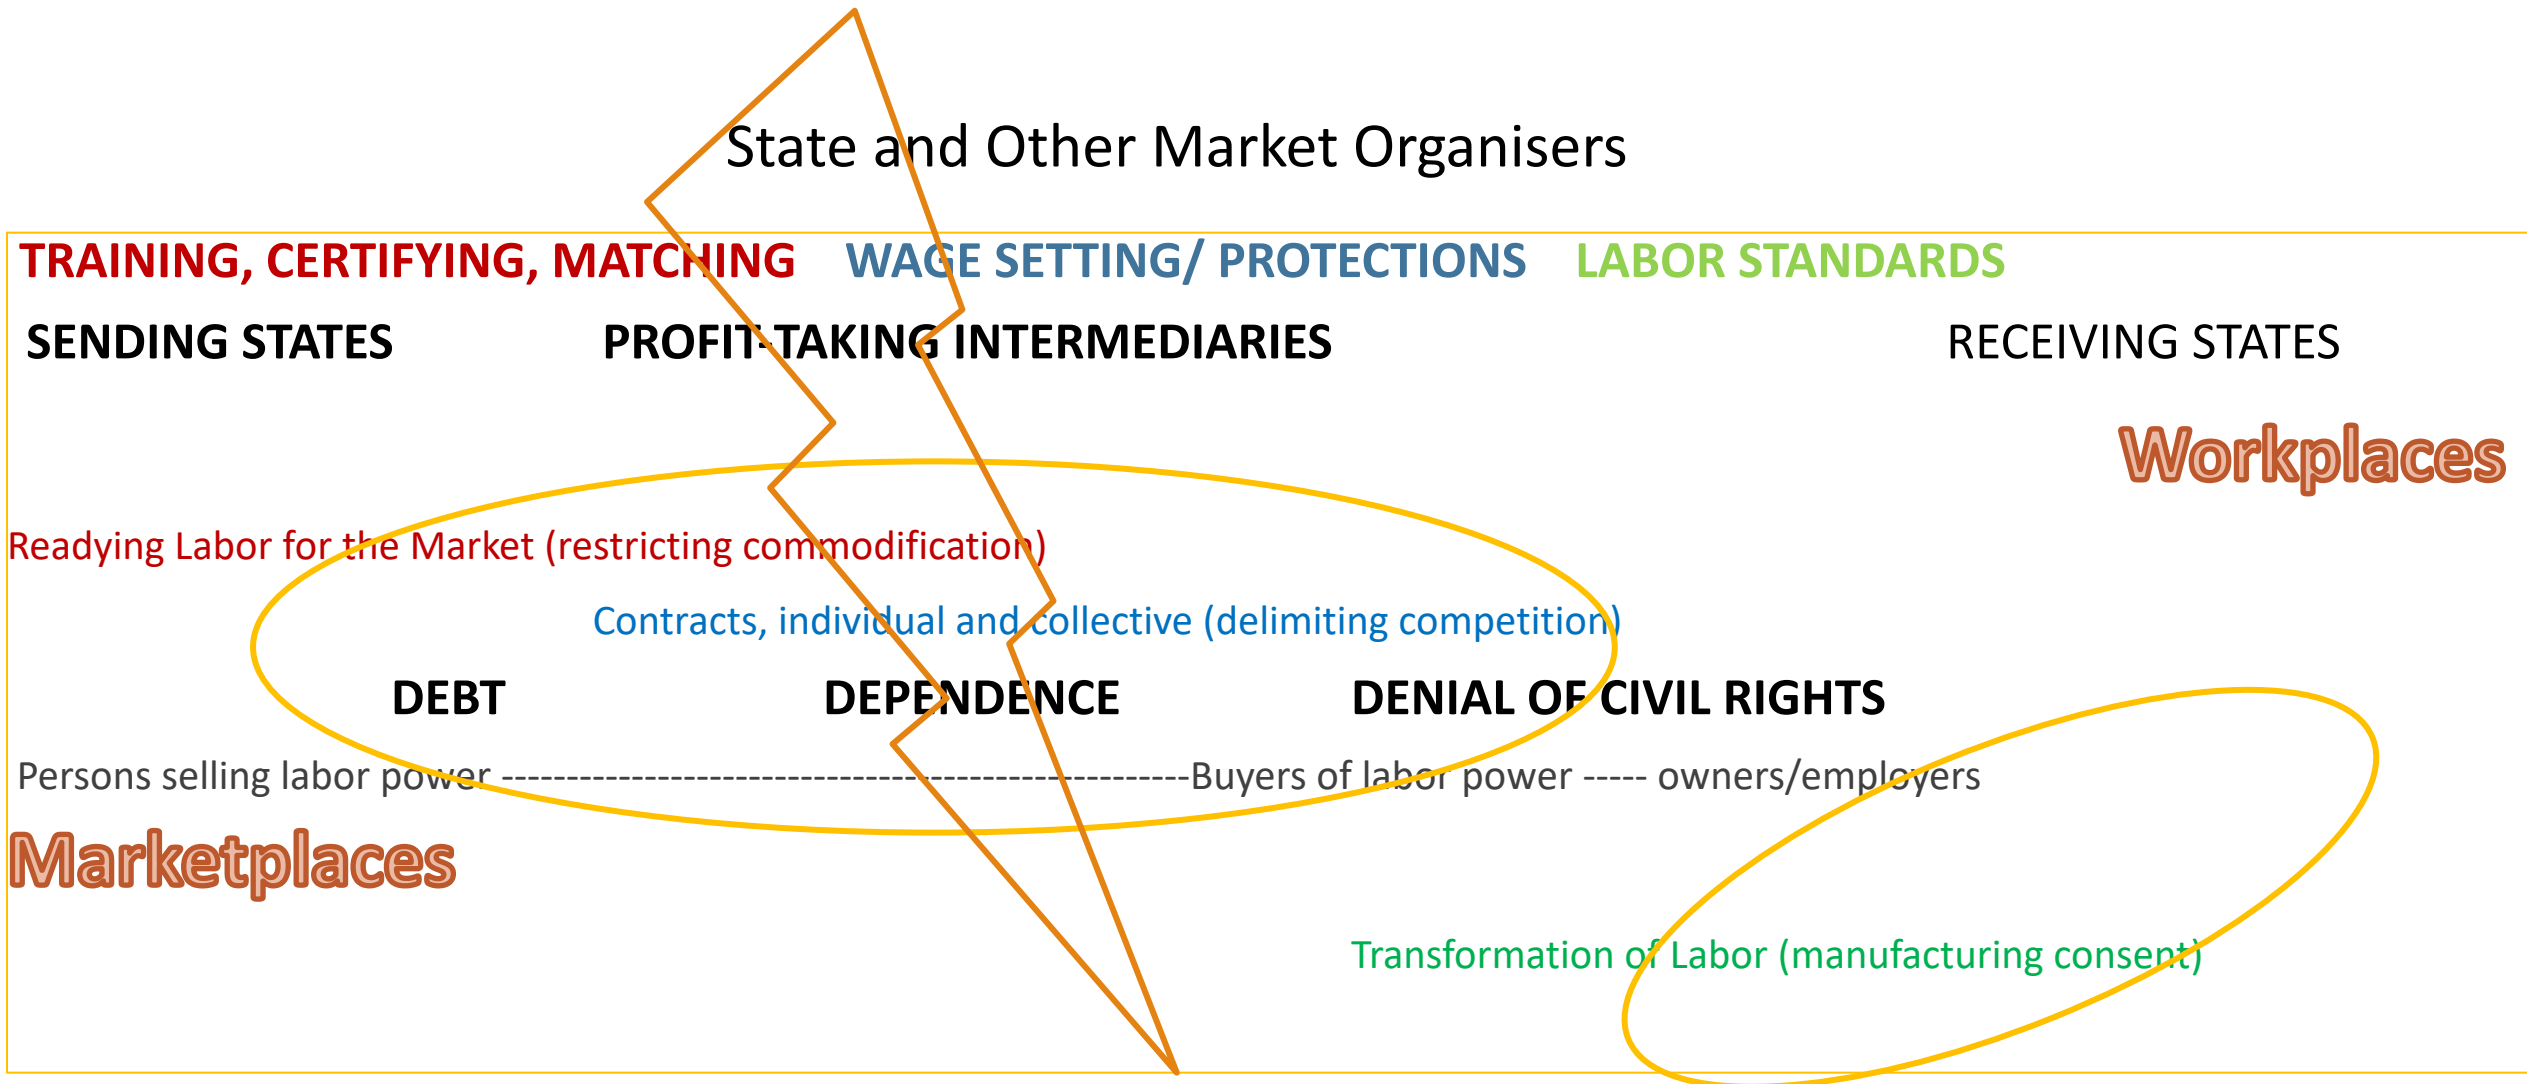 State and Other Market Organisers
TRAINING, CERTIFYING, MATCHING WAGE SETTING/ PROTECTIONS LABOR STANDARDS
SENDING STATES PROFIT-TAKING INTERMEDIARIES RECEIVING STATES
Workplaces
Readying Labor for the Market (restricting commodification)
Contracts, individual and collective (delimiting competition)
DEBT DEPENDENCE DENIAL OF CIVIL RIGHTS
Persons selling labor power -----------------------------------------------------Buyers of labor power ----- owners/employers
Marketplaces
Transformation of Labor (manufacturing consent)